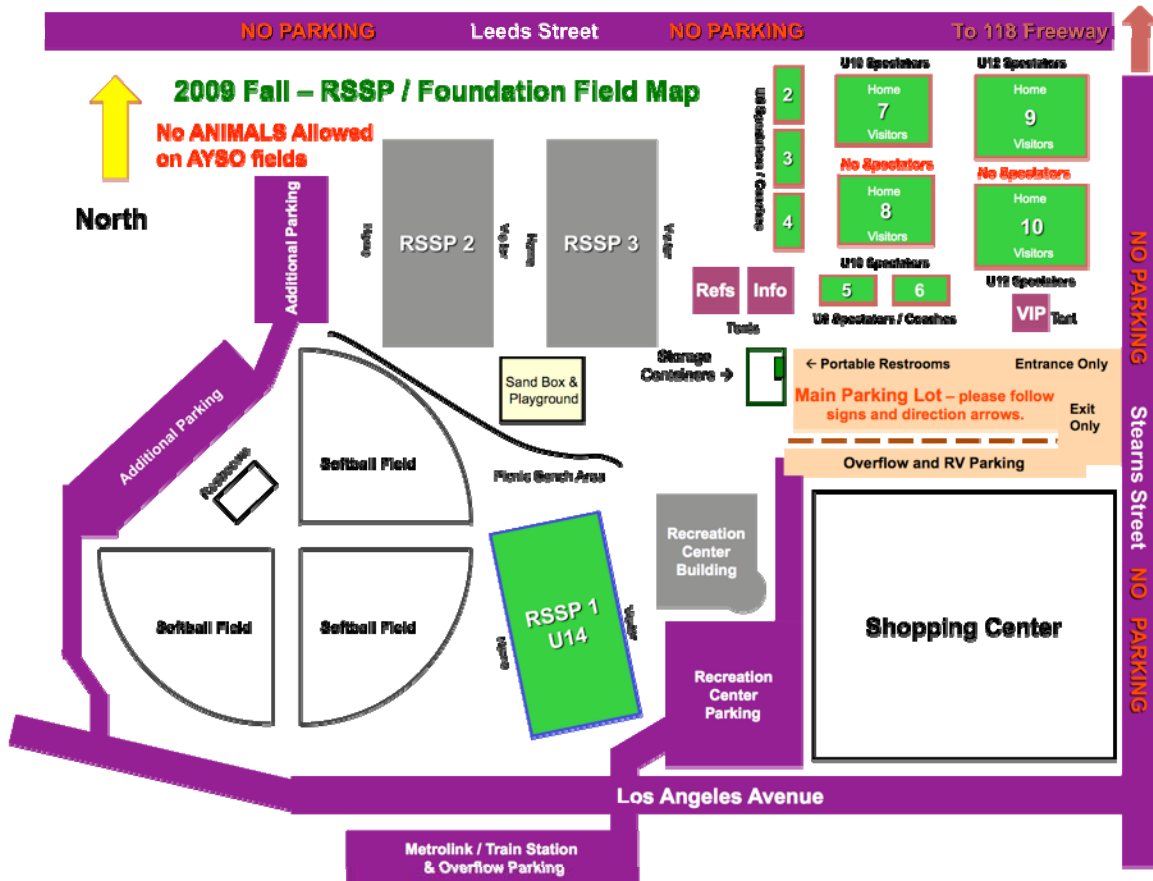 NO PARKING
Leeds Street
NO PARKING
To 118 Freeway
2009 Fall – RSSP / Foundation Field Map
No ANIMALS Allowed
on AYSO fields
North
Additional Parking
Additional Parking
RSSP 2
Home
Visitor
RSSP 3
Home
Visitor
2
3
4
Spectators / Coaches
U10 Spectators
Home
7
Visitors
No Spectators
Home
8
Visitors
U10 Spectators
U12 Spectators
Home
9
Visitors
No Spectators
Home
10
Visitors
U12 Spectators
5
6
Spectators / Coaches
Refs
Info
Tents
VIP
Tent
Storage
Containers →
← Portable Restrooms
Entrance Only
Main Parking Lot – please follow
signs and direction arrows.
Exit
Only
Overflow and RV Parking
Sand Box &
Playground
Picnic Bench Area
Softball Field
Softball Field
Softball Field
RSSP 1
U14
Home
Visitor
Recreation
Center
Building
Recreation
Center
Parking
Shopping Center
NO PARKING
Stearns Street
NO PARKING
Los Angeles Avenue
Metrolink / Train Station
& Overflow Parking